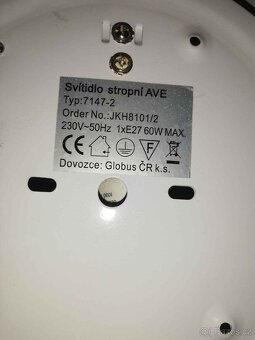 Svítidlo stropní AVE
Typ:7147-2
Order No.:JKH8101/2
230V~50Hz 1xE27 60W MAX.
CE F
Dovozce: Globus ČR k.s.